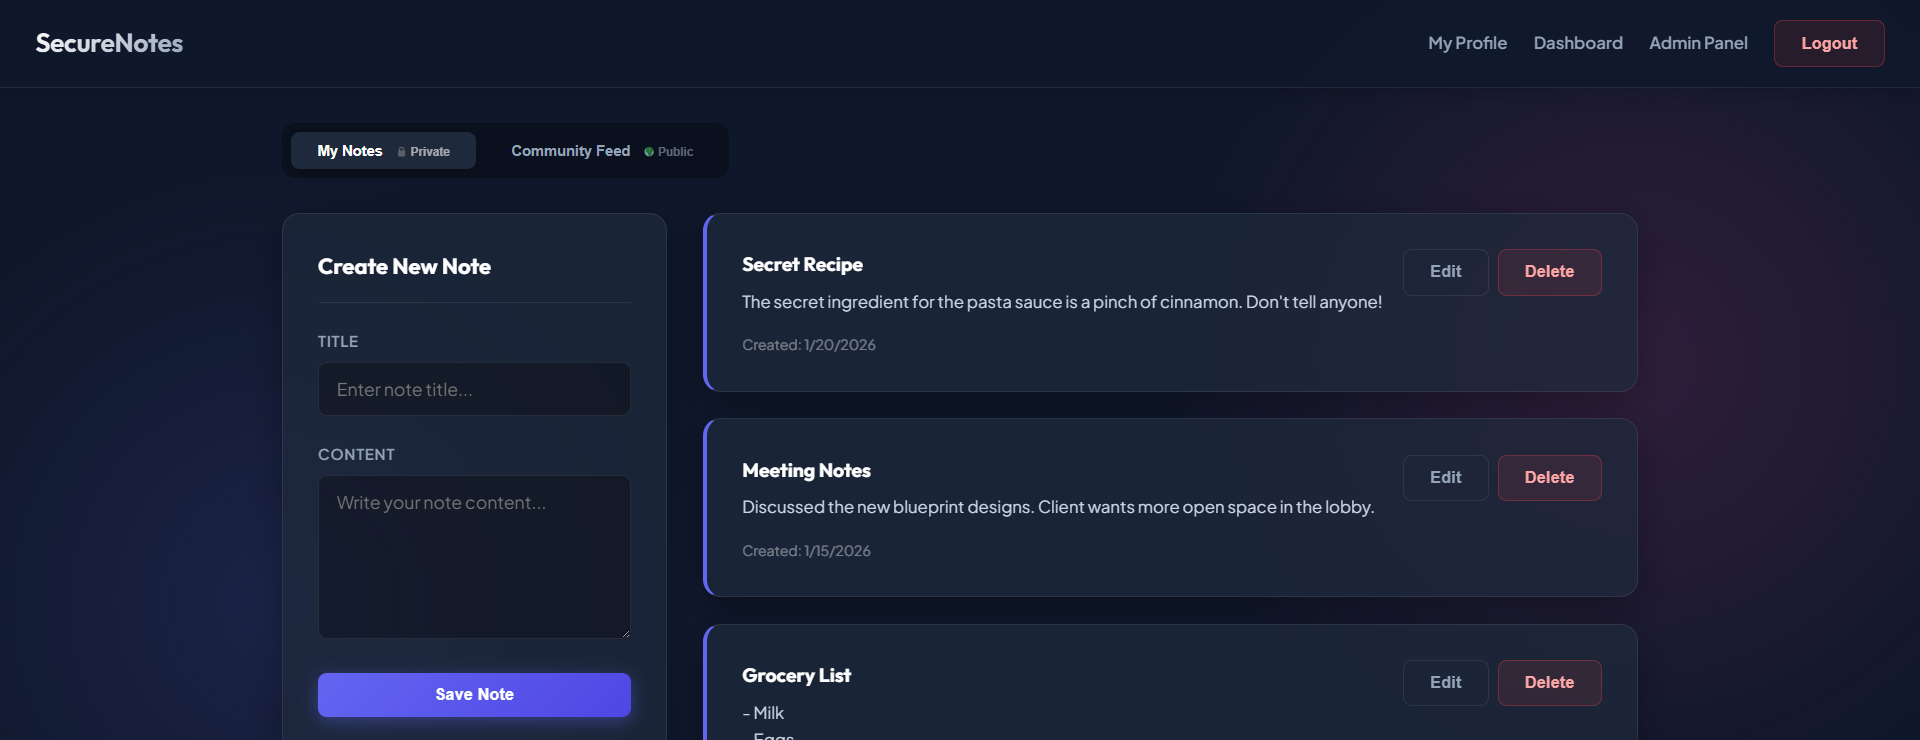 SecureNotes
My Profile
Dashboard
Admin Panel
Logout
My Notes Private
Community Feed Public
Create New Note
TITLE
Enter note title...
CONTENT
Write your note content...
Save Note
Secret Recipe
The secret ingredient for the pasta sauce is a pinch of cinnamon. Don't tell anyone!
Created: 1/20/2026
Edit
Delete
Meeting Notes
Discussed the new blueprint designs. Client wants more open space in the lobby.
Created: 1/15/2026
Edit
Delete
Grocery List
- Milk
Edit
Delete